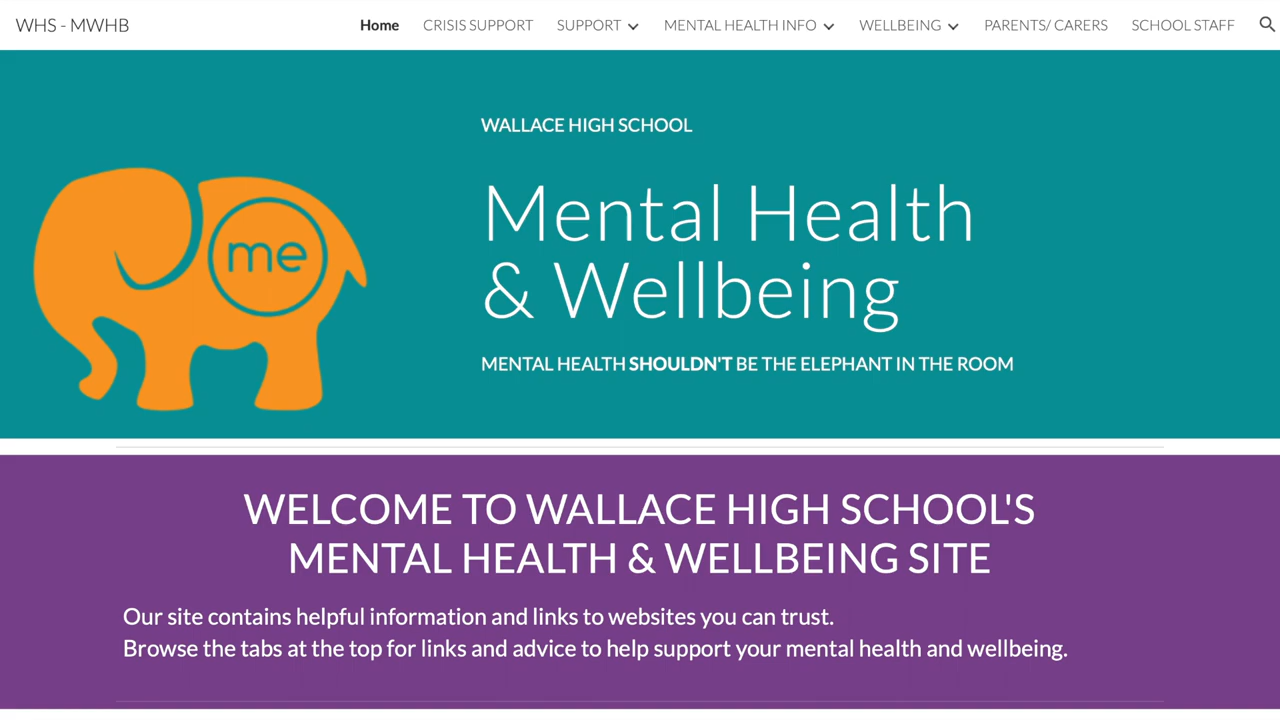 WHS - MWHB
Home CRISIS SUPPORT SUPPORT MENTAL HEALTH INFO WELLBEING PARENTS/ CARERS SCHOOL STAFF
WALLACE HIGH SCHOOL
me
Mental Health
& Wellbeing
MENTAL HEALTH SHOULDN'T BE THE ELEPHANT IN THE ROOM
WELCOME TO WALLACE HIGH SCHOOL'S
MENTAL HEALTH & WELLBEING SITE
Our site contains helpful information and links to websites you can trust.
Browse the tabs at the top for links and advice to help support your mental health and wellbeing.